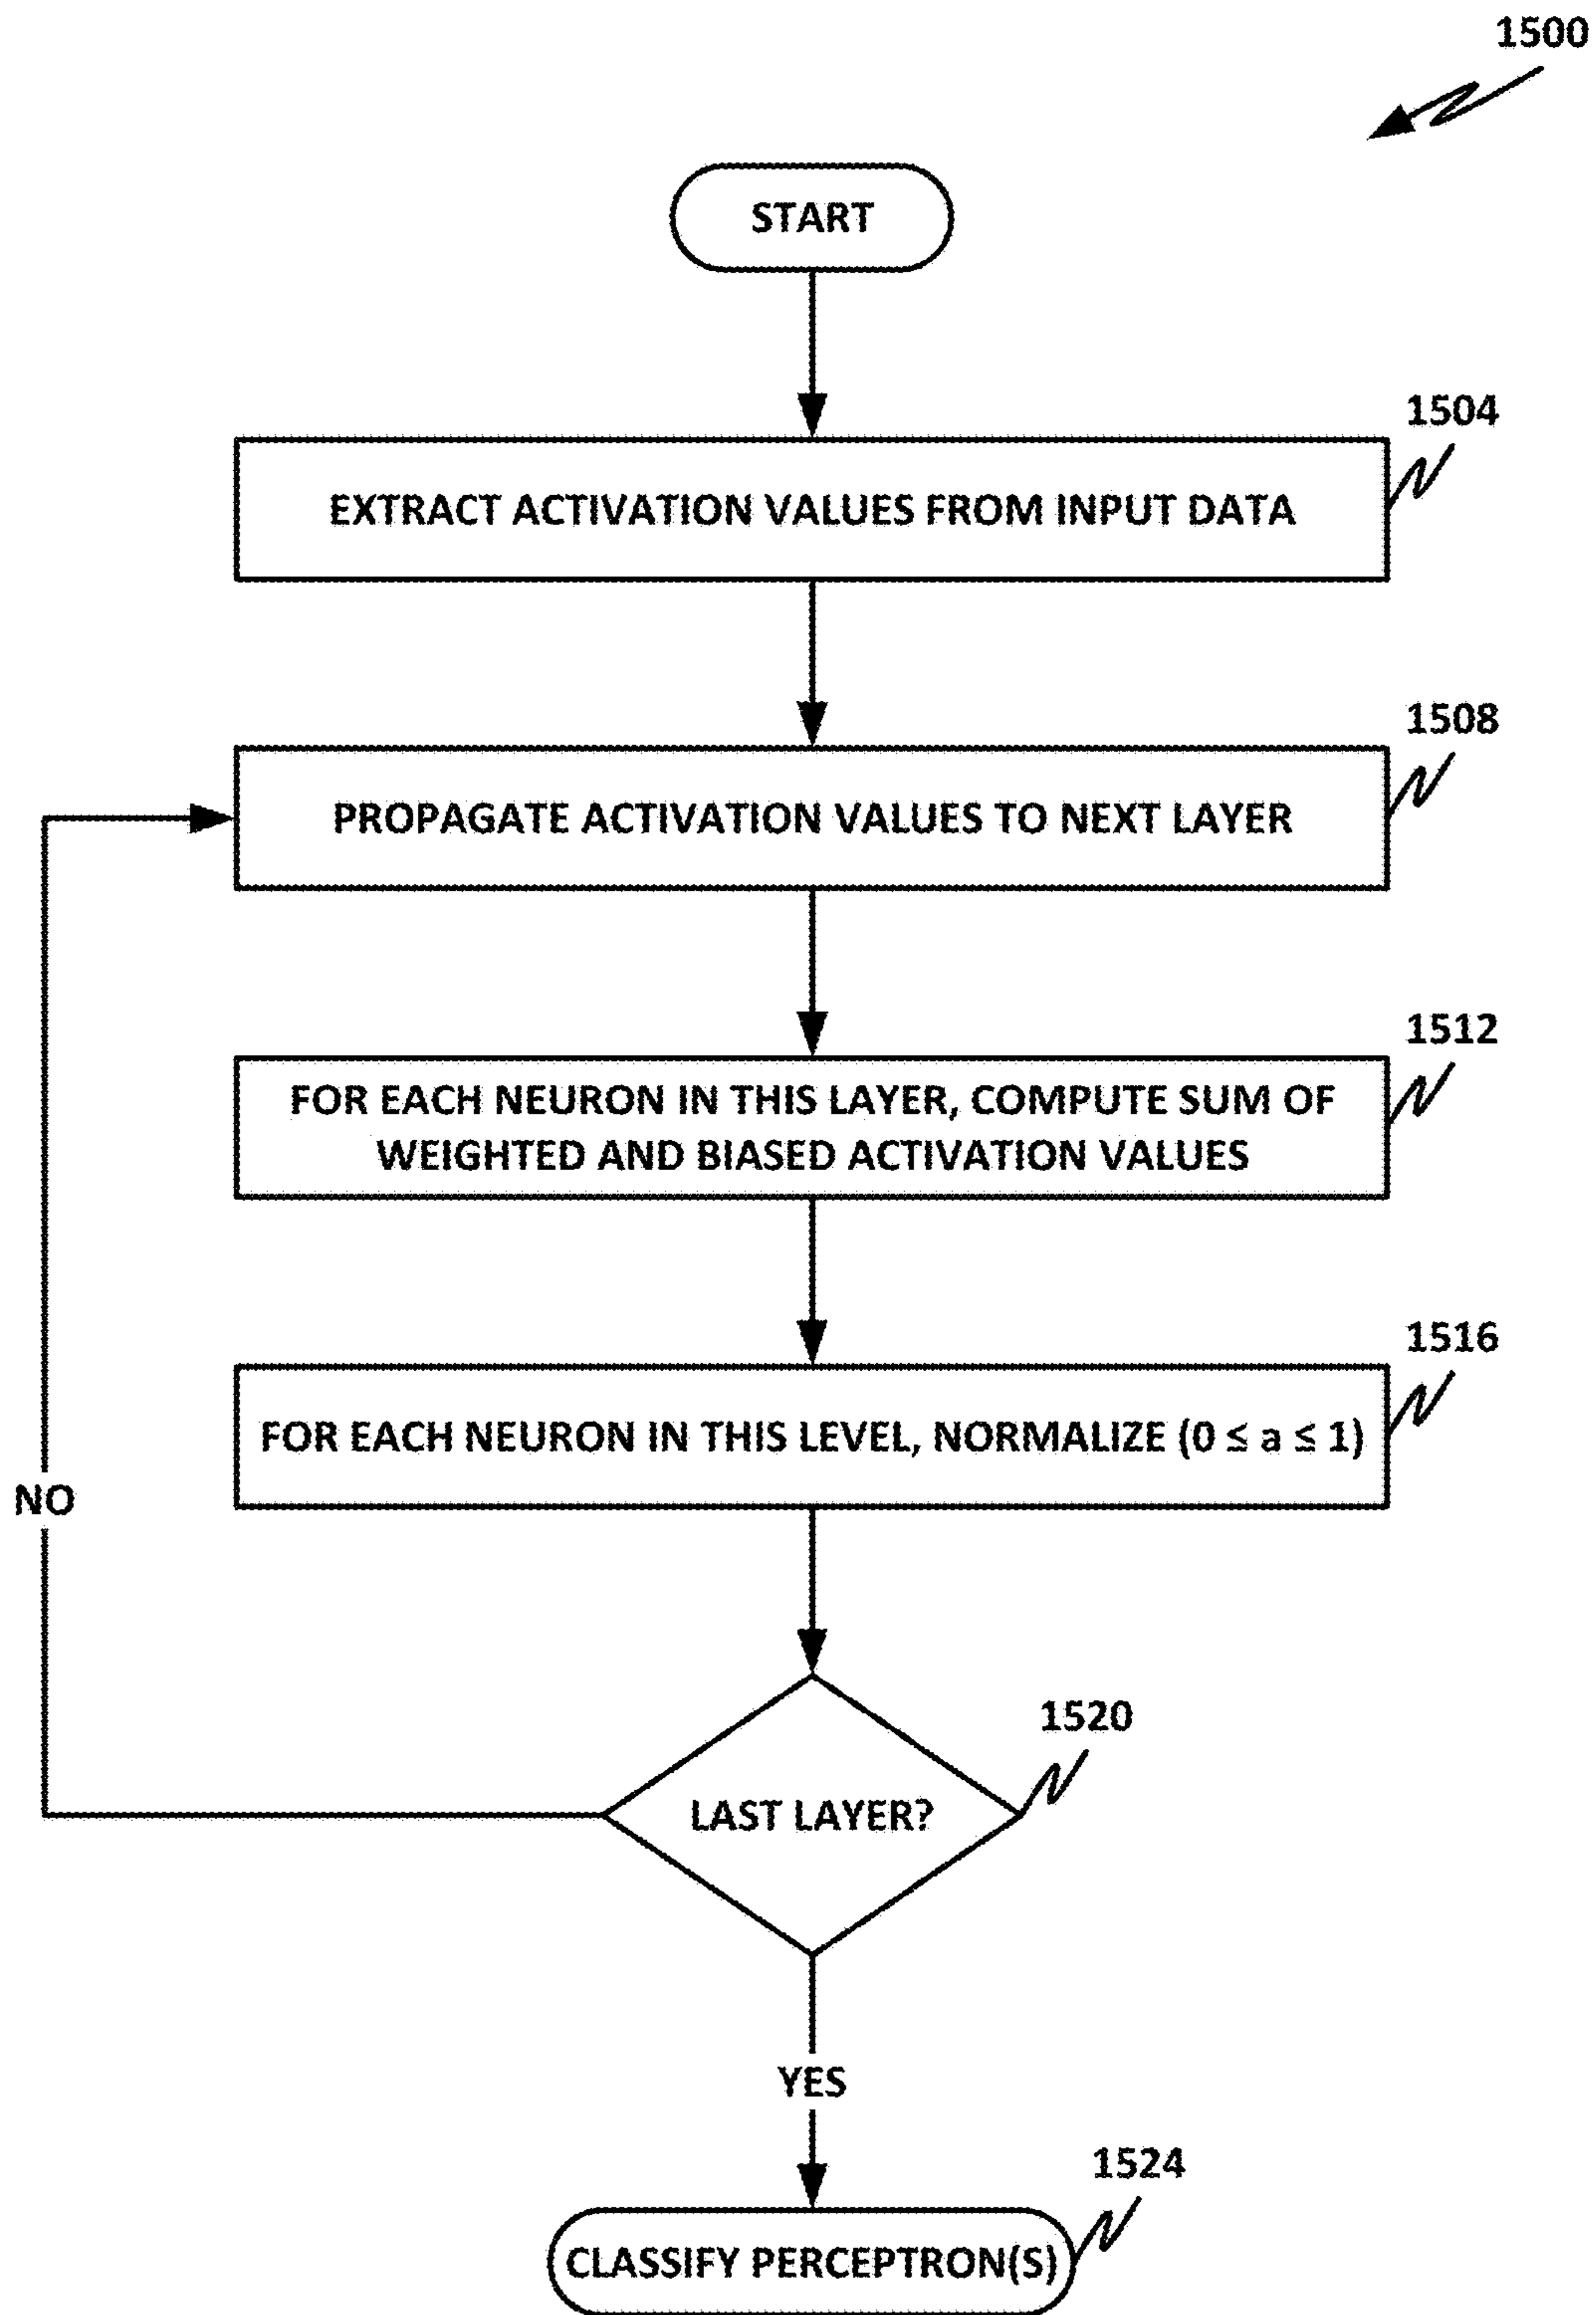 1500
START
1504
EXTRACT ACTIVATION VALUES FROM INPUT DATA
1508
PROPAGATE ACTIVATION VALUES TO NEXT LAYER
1512
FOR EACH NEURON IN THIS LAYER, COMPUTE SUM OF
WEIGHTED AND BIASED ACTIVATION VALUES
1516
FOR EACH NEURON IN THIS LEVEL, NORMALIZE (0 ≤ a ≤ 1)
NO
1520
LAST LAYER?
YES
1524
CLASSIFY PERCEPTRON(S)